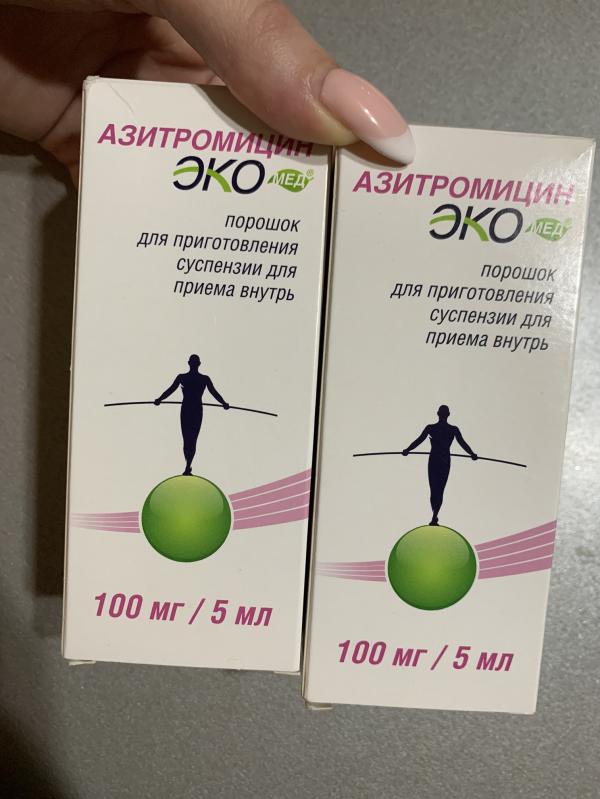 АЗИТРОМИЦИН
ЭКО МЕД®
порошок
для приготовления
суспензии для
приема внутрь
100 мг / 5 мл
АЗИТРОМИЦИН
ЭКО МЕД®
порошок
для приготовления
суспензии для
приема внутрь
100 мг / 5 мл